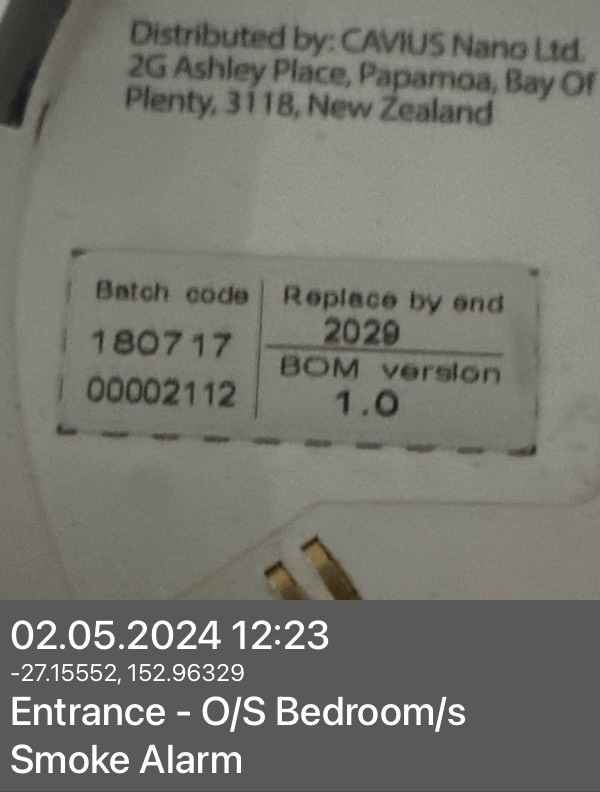 Distributed by: CAVIUS Nano Ltd.
2G Ashley Place, Papamoa, Bay Of
Plenty, 3118, New Zealand
Batch code
180717
00002112
Replace by end
2029
BOM version
1.0
02.05.2024 12:23
-27.15552, 152.96329
Entrance - O/S Bedroom/s
Smoke Alarm